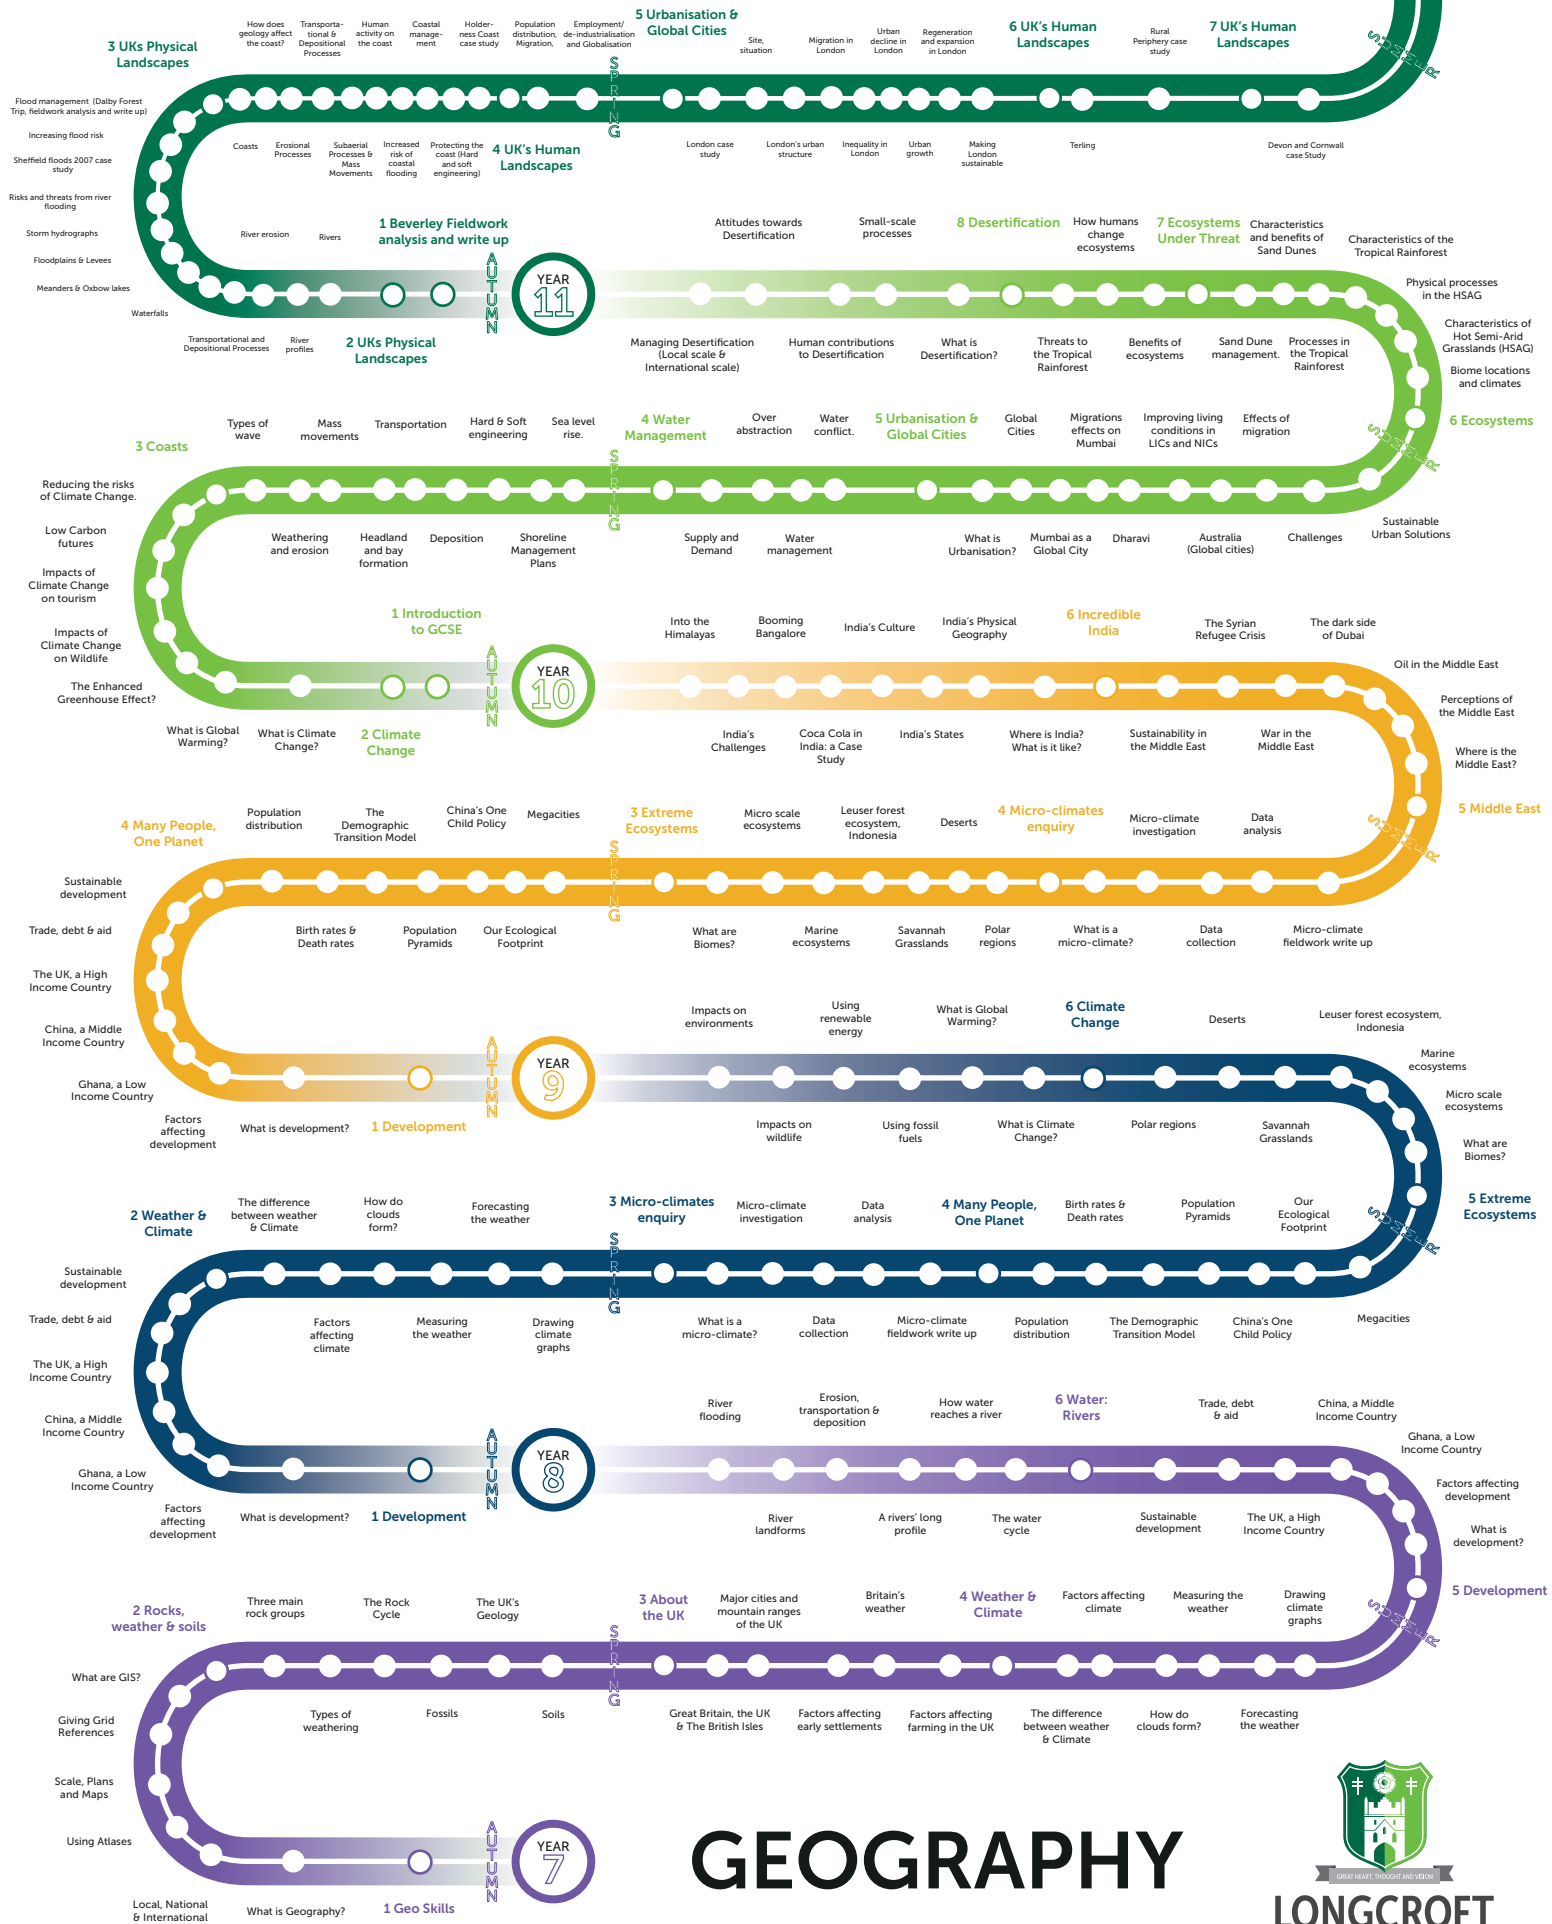 5 Urbanisation &
Global Cities
6 UK's Human
Landscapes
7 UK's Human
Landscapes
3 UKs Physical
Landscapes
How does
geology affect
the coast?
Transporta-
tional &
Depositional
Processes
Human
activity on
the coast
Coastal
manage-
ment
Holder-
ness Coast
case study
Population
distribution,
Migration,
Employment/
de-industrialisation
and Globalisation
Site,
situation
Migration in
London
Urban
decline in
London
Regeneration
and expansion
in London
Rural
Periphery case
study
SPRING
SUMMER
Flood management (Dalby Forest
Trip, fieldwork analysis and write up)
Increasing flood risk
Sheffield floods 2007 case
study
Risks and threats from river
flooding
Storm hydrographs
Floodplains & Levees
Meanders & Oxbow lakes
Waterfalls
Coasts
Erosional
Processes
Subaerial
Processes &
Mass
Movements
Increased
risk of
coastal
flooding
Protecting the
coast (Hard
and soft
engineering)
4 UK's Human
Landscapes
London case
study
London's urban
structure
Inequality in
London
Urban
growth
Making
London
sustainable
Terling
Devon and Cornwall
case Study
River erosion
Rivers
1 Beverley Fieldwork
analysis and write up
AUTUMN
YEAR
11
Transportational and
Depositional Processes
River
profiles
2 UKs Physical
Landscapes
Attitudes towards
Desertification
Small-scale
processes
8 Desertification
How humans
change
ecosystems
7 Ecosystems
Under Threat
Characteristics
and benefits of
Sand Dunes
Characteristics of the
Tropical Rainforest
Physical processes
in the HSAG
Characteristics of
Hot Semi-Arid
Grasslands (HSAG)
Biome locations
and climates
6 Ecosystems
Managing Desertification
(Local scale &
International scale)
Human contributions
to Desertification
What is
Desertification?
Threats to
the Tropical
Rainforest
Benefits of
ecosystems
Sand Dune
management.
Processes in
the Tropical
Rainforest
3 Coasts
Types of
wave
Mass
movements
Transportation
Hard & Soft
engineering
Sea level
rise.
4 Water
Management
Over
abstraction
Water
conflict.
5 Urbanisation &
Global Cities
Global
Cities
Migrations
effects on
Mumbai
Improving living
conditions in
LICs and NICs
Effects of
migration
SPRING
SUMMER
Reducing the risks
of Climate Change.
Low Carbon
futures
Impacts of
Climate Change
on tourism
Impacts of
Climate Change
on Wildlife
The Enhanced
Greenhouse Effect?
What is Global
Warming?
What is Climate
Change?
2 Climate
Change
Weathering
and erosion
Headland
and bay
formation
Deposition
Shoreline
Management
Plans
Supply and
Demand
Water
management
What is
Urbanisation?
Mumbai as a
Global City
Dharavi
Australia
(Global cities)
Challenges
Sustainable
Urban Solutions
1 Introduction
to GCSE
AUTUMN
YEAR
10
Into the
Himalayas
Booming
Bangalore
India's Culture
India's Physical
Geography
6 Incredible
India
The Syrian
Refugee Crisis
The dark side
of Dubai
Oil in the Middle East
Perceptions of
the Middle East
Where is the
Middle East?
5 Middle East
India's
Challenges
Coca Cola in
India: a Case
Study
India's States
Where is India?
What is it like?
Sustainability in
the Middle East
War in the
Middle East
4 Many People,
One Planet
Population
distribution
The
Demographic
Transition Model
China's One
Child Policy
Megacities
3 Extreme
Ecosystems
Micro scale
ecosystems
Leuser forest
ecosystem,
Indonesia
Deserts
4 Micro-climates
enquiry
Micro-climate
investigation
Data
analysis
SPRING
SUMMER
Sustainable
development
Trade, debt & aid
The UK, a High
Income Country
China, a Middle
Income Country
Ghana, a Low
Income Country
Factors
affecting
development
What is development?
1 Development
Birth rates &
Death rates
Population
Pyramids
Our Ecological
Footprint
What are
Biomes?
Marine
ecosystems
Savannah
Grasslands
Polar
regions
What is a
micro-climate?
Data
collection
Micro-climate
fieldwork write up
AUTUMN
YEAR
9
Impacts on
environments
Using
renewable
energy
What is Global
Warming?
6 Climate
Change
Deserts
Leuser forest ecosystem,
Indonesia
Marine
ecosystems
Micro scale
ecosystems
What are
Biomes?
5 Extreme
Ecosystems
Impacts on
wildlife
Using fossil
fuels
What is Climate
Change?
Polar regions
Savannah
Grasslands
2 Weather &
Climate
The difference
between weather
& Climate
How do
clouds
form?
Forecasting
the weather
3 Micro-climates
enquiry
Micro-climate
investigation
Data
analysis
4 Many People,
One Planet
Birth rates &
Death rates
Population
Pyramids
Our
Ecological
Footprint
SPRING
SUMMER
Sustainable
development
Trade, debt & aid
The UK, a High
Income Country
China, a Middle
Income Country
Ghana, a Low
Income Country
Factors
affecting
development
What is development?
1 Development
Factors
affecting
climate
Measuring
the weather
Drawing
climate
graphs
What is a
micro-climate?
Data
collection
Micro-climate
fieldwork write up
Population
distribution
The Demographic
Transition Model
China's One
Child Policy
Megacities
AUTUMN
YEAR
8
River
flooding
Erosion,
transportation &
deposition
How water
reaches a river
6 Water:
Rivers
Trade, debt
& aid
China, a Middle
Income Country
Ghana, a Low
Income Country
Factors affecting
development
What is
development?
5 Development
River
landforms
A rivers' long
profile
The water
cycle
Sustainable
development
The UK, a High
Income Country
2 Rocks,
weather & soils
Three main
rock groups
The Rock
Cycle
The UK's
Geology
3 About
the UK
Major cities and
mountain ranges
of the UK
Britain's
weather
4 Weather &
Climate
Factors affecting
climate
Measuring the
weather
Drawing
climate
graphs
SPRING
SUMMER
What are GIS?
Giving Grid
References
Scale, Plans
and Maps
Using Atlases
Local, National
& International
What is Geography?
1 Geo Skills
Types of
weathering
Fossils
Soils
Great Britain, the UK
& The British Isles
Factors affecting
early settlements
Factors affecting
farming in the UK
The difference
between weather
& Climate
How do
clouds form?
Forecasting
the weather
AUTUMN
YEAR
7
GEOGRAPHY
GREAT HEART, THOUGHT AND VISION
LONGCROFT